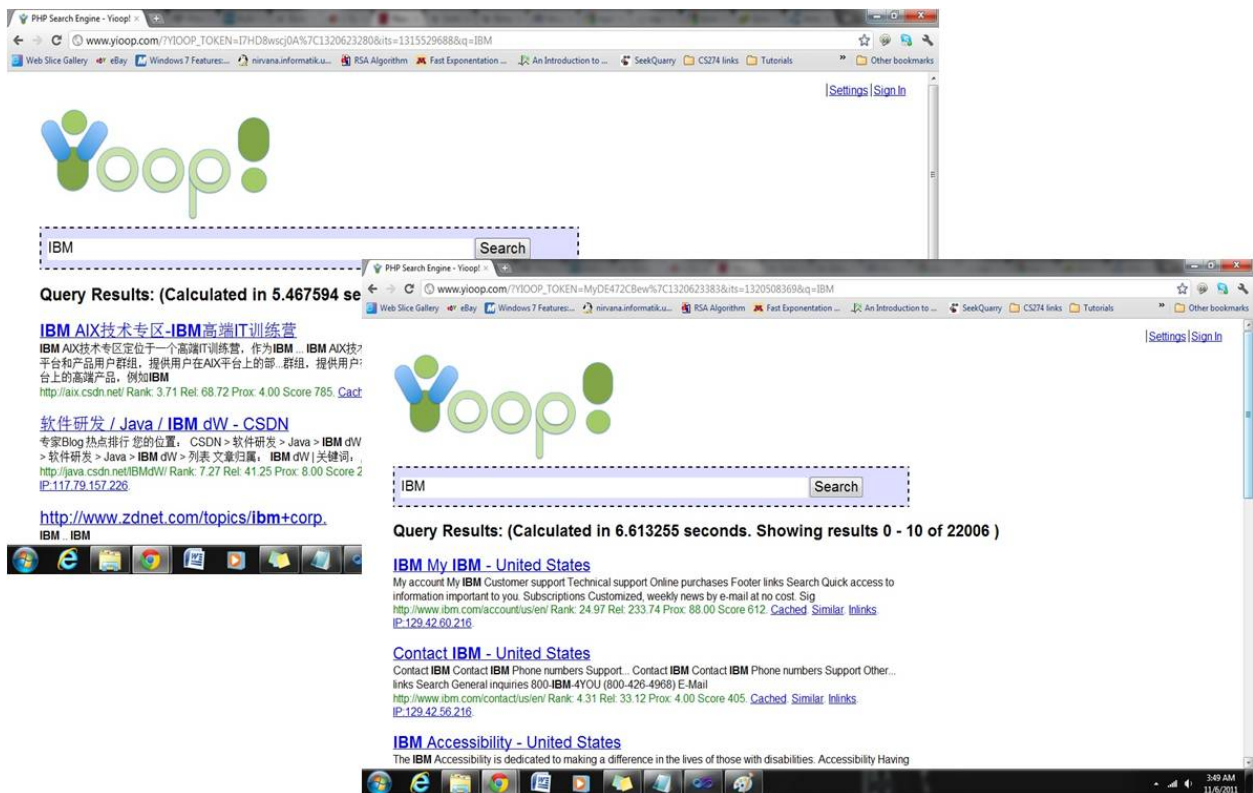 PHP Search Engine - Yioop!
www.yioop.com/?YIOOP_TOKEN=I7HD8wscj0A%7C1320623280&its=1315529688&q=IBM
Web Slice Gallery eBay Windows 7 Features:... nirvana.informatik.u... RSA Algorithm Fast Exponentation ... An Introduction to ... SeekQuarry CS274 links Tutorials » Other bookmarks
|Settings|Sign In
Yioop!
IBM Search
Query Results: (Calculated in 5.467594 se
IBM AIX技术专区-IBM高端IT训练营
IBM AIX技术专区定位于一个高端IT训练营，作为IBM ... IBM AIX技
平台和产品用户群组，提供用户在AIX平台上的部...群组，提供用户
台上的高端产品，例如IBM
http://aix.csdn.net/ Rank: 3.71 Rel: 68.72 Prox: 4.00 Score 785. Cach
软件研发 / Java / IBM dW - CSDN
专家Blog 热点排行 您的位置： CSDN > 软件研发 > Java > IBM dW
> 软件研发 > Java > IBM dW > 列表 文章归属： IBM dW | 关键词：
http://java.csdn.net/IBMdW/ Rank: 7.27 Rel: 41.25 Prox: 8.00 Score 2
IP:117.79.157.226.
http://www.zdnet.com/topics/ibm+corp.
IBM .. IBM
PHP Search Engine - Yioop!
www.yioop.com/?YIOOP_TOKEN=MyDE472CBew%7C1320623383&its=1320508369&q=IBM
Web Slice Gallery eBay Windows 7 Features:... nirvana.informatik.u... RSA Algorithm Fast Exponentation ... An Introduction to ... SeekQuarry CS274 links Tutorials » Other bookmarks
|Settings|Sign In
Yioop!
IBM Search
Query Results: (Calculated in 6.613255 seconds. Showing results 0 - 10 of 22006 )
IBM My IBM - United States
My account My IBM Customer support Technical support Online purchases Footer links Search Quick access to
information important to you. Subscriptions Customized, weekly news by e-mail at no cost. Sig
http://www.ibm.com/account/us/en/ Rank: 24.97 Rel: 233.74 Prox: 88.00 Score 612. Cached. Similar. Inlinks.
IP:129.42.60.216.
Contact IBM - United States
Contact IBM Contact IBM Phone numbers Support... Contact IBM Contact IBM Phone numbers Support Other...
links Search General inquiries 800-IBM-4YOU (800-426-4968) E-Mail
http://www.ibm.com/contact/us/en/ Rank: 4.31 Rel: 33.12 Prox: 4.00 Score 405. Cached. Similar. Inlinks.
IP:129.42.56.216.
IBM Accessibility - United States
The IBM Accessibility is dedicated to making a difference in the lives of those with disabilities. Accessibility Having
3:49 AM
11/6/2011